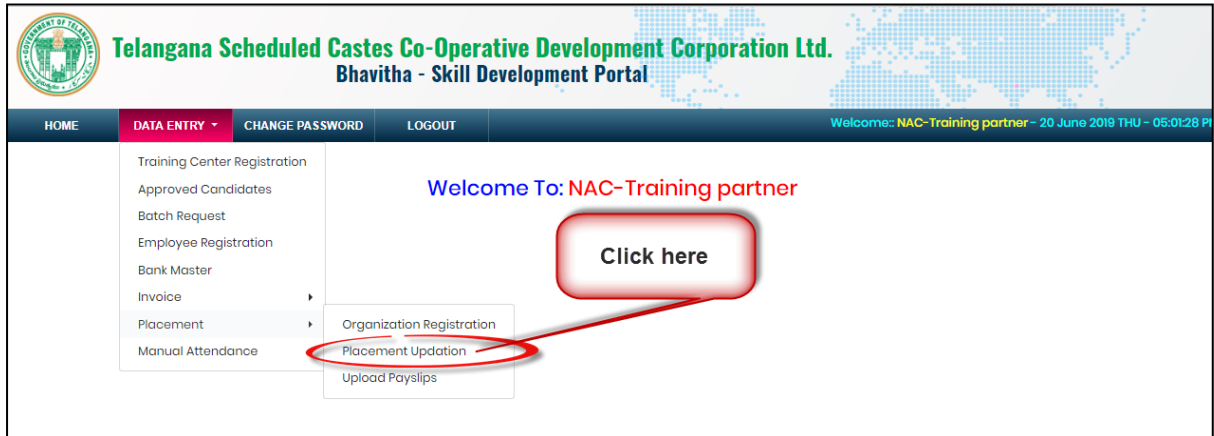 Telangana Scheduled Castes Co-Operative Development Corporation Ltd.
Bhavitha - Skill Development Portal
HOME DATA ENTRY CHANGE PASSWORD LOGOUT Welcome:: NAC-Training partner - 20 June 2019 THU - 05:01:28 PM
Training Center Registration
Approved Candidates
Batch Request
Employee Registration
Bank Master
Invoice
Placement
Manual Attendance
Welcome To: NAC-Training partner
Click here
Organization Registration
Placement Updation
Upload Payslips